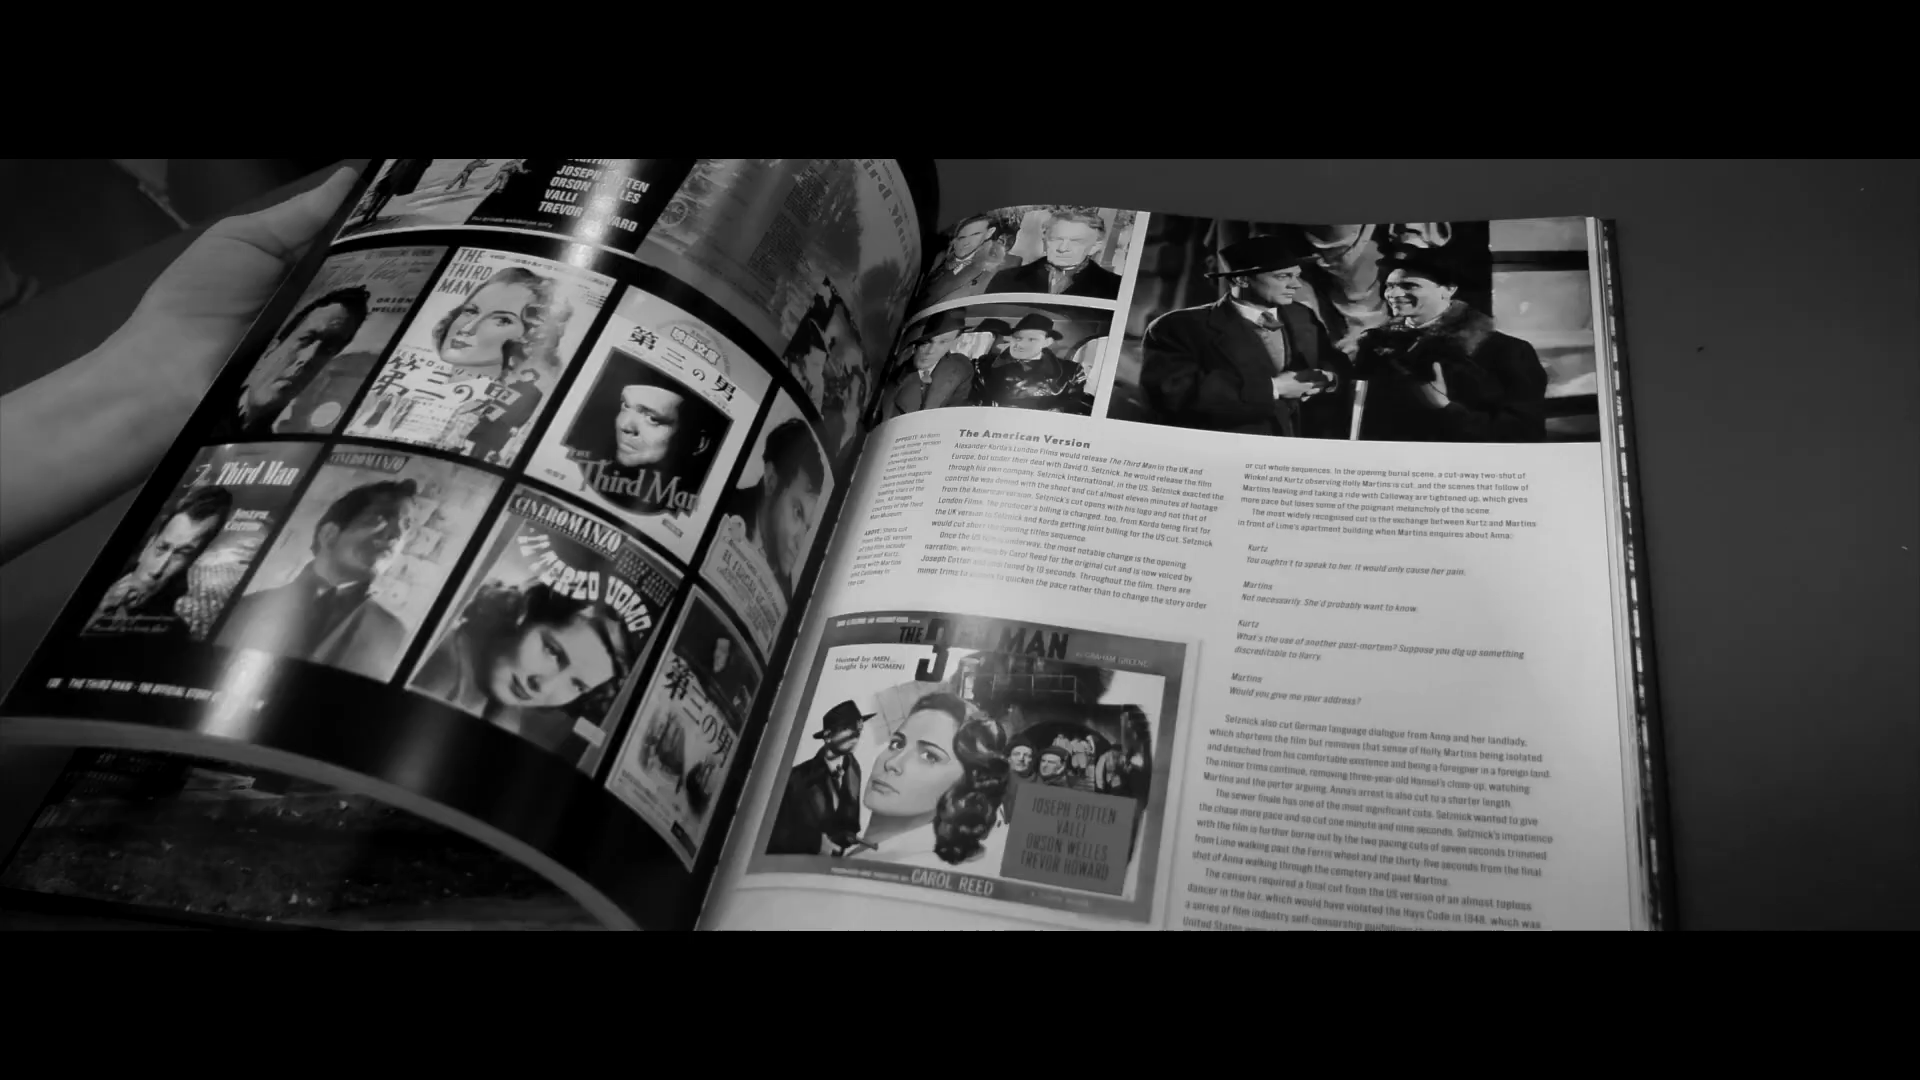 JOSEPH COTTEN
ORSON WELLES
VALLI
TREVOR HOWARD
ORSON
WELLES
THE
THIRD
MAN
第三の男
第三の男
THE
Third Man
The Third Man
Joseph
Cotten
CINEROMANZO
CINEROMANZO
IL TERZO UOMO
第三の男
THE THIRD MAN - THE OFFICIAL STORY
The American Version
Alexander Korda's London Films would release The Third Man in the UK and
Europe, but under their deal with David O. Selznick, he would release the film
through his own company, Selznick International, in the US. Selznick exacted the
control he was denied with the shoot and cut almost eleven minutes of footage
from the American version. Selznick's cut opens with his logo and not that of
London Films. The producer's billing is changed, too, from Korda being first for
the UK version to Selznick and Korda getting joint billing for the US cut. Selznick
would cut short the opening titles sequence.
Once the US film is underway, the most notable change is the opening
narration, which was by Carol Reed for the original cut and is now voiced by
Joseph Cotten and shortened by 10 seconds. Throughout the film, there are
minor trims to scenes to quicken the pace rather than to change the story order
THE 3RD MAN
BY GRAHAM GREENE
Hunted by MEN...
Sought by WOMEN!
JOSEPH COTTEN
VALLI
ORSON WELLES
TREVOR HOWARD
CAROL REED
or cut whole sequences. In the opening burial scene, a cut-away two-shot of
Winkel and Kurtz observing Holly Martins is cut, and the scenes that follow of
Martins leaving and taking a ride with Calloway are tightened up, which gives
more pace but loses some of the poignant melancholy of the scene.
The most widely recognised cut is the exchange between Kurtz and Martins
in front of Lime's apartment building when Martins enquires about Anna:
Kurtz
You oughtn't to speak to her. It would only cause her pain.
Martins
Not necessarily. She'd probably want to know.
Kurtz
What's the use of another post-mortem? Suppose you dig up something
discreditable to Harry.
Martins
Would you give me your address?
Selznick also cut German language dialogue from Anna and her landlady,
which shortens the film but removes that sense of Holly Martins being isolated
and detached from his comfortable existence and being a foreigner in a foreign land.
The minor trims continue, removing three-year-old Hansel's close-up, watching
Martins and the porter arguing. Anna's arrest is also cut to a shorter length.
The sewer finale has one of the most significant cuts. Selznick wanted to give
the chase more pace and so cut one minute and nine seconds. Selznick's impatience
with the film is further borne out by the two pacing cuts of seven seconds trimmed
from Lime walking past the Ferris wheel and the thirty-five seconds from the final
shot of Anna walking through the cemetery and past Martins.
The censors required a final cut from the US version of an almost topless
dancer in the bar, which would have violated the Hays Code in 1948, which was
a series of film industry self-censorship guidelines
United States